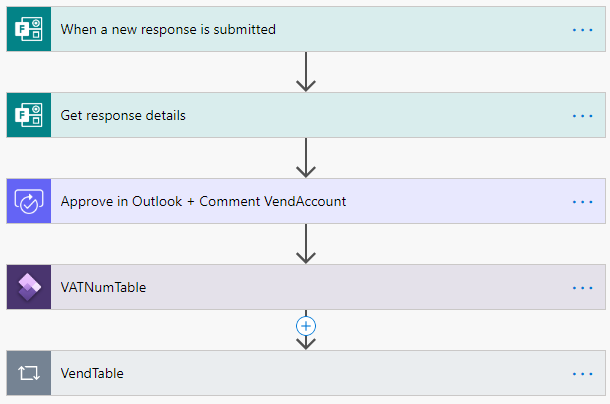 When a new response is submitted
Get response details
Approve in Outlook + Comment VendAccount
VATNumTable
VendTable